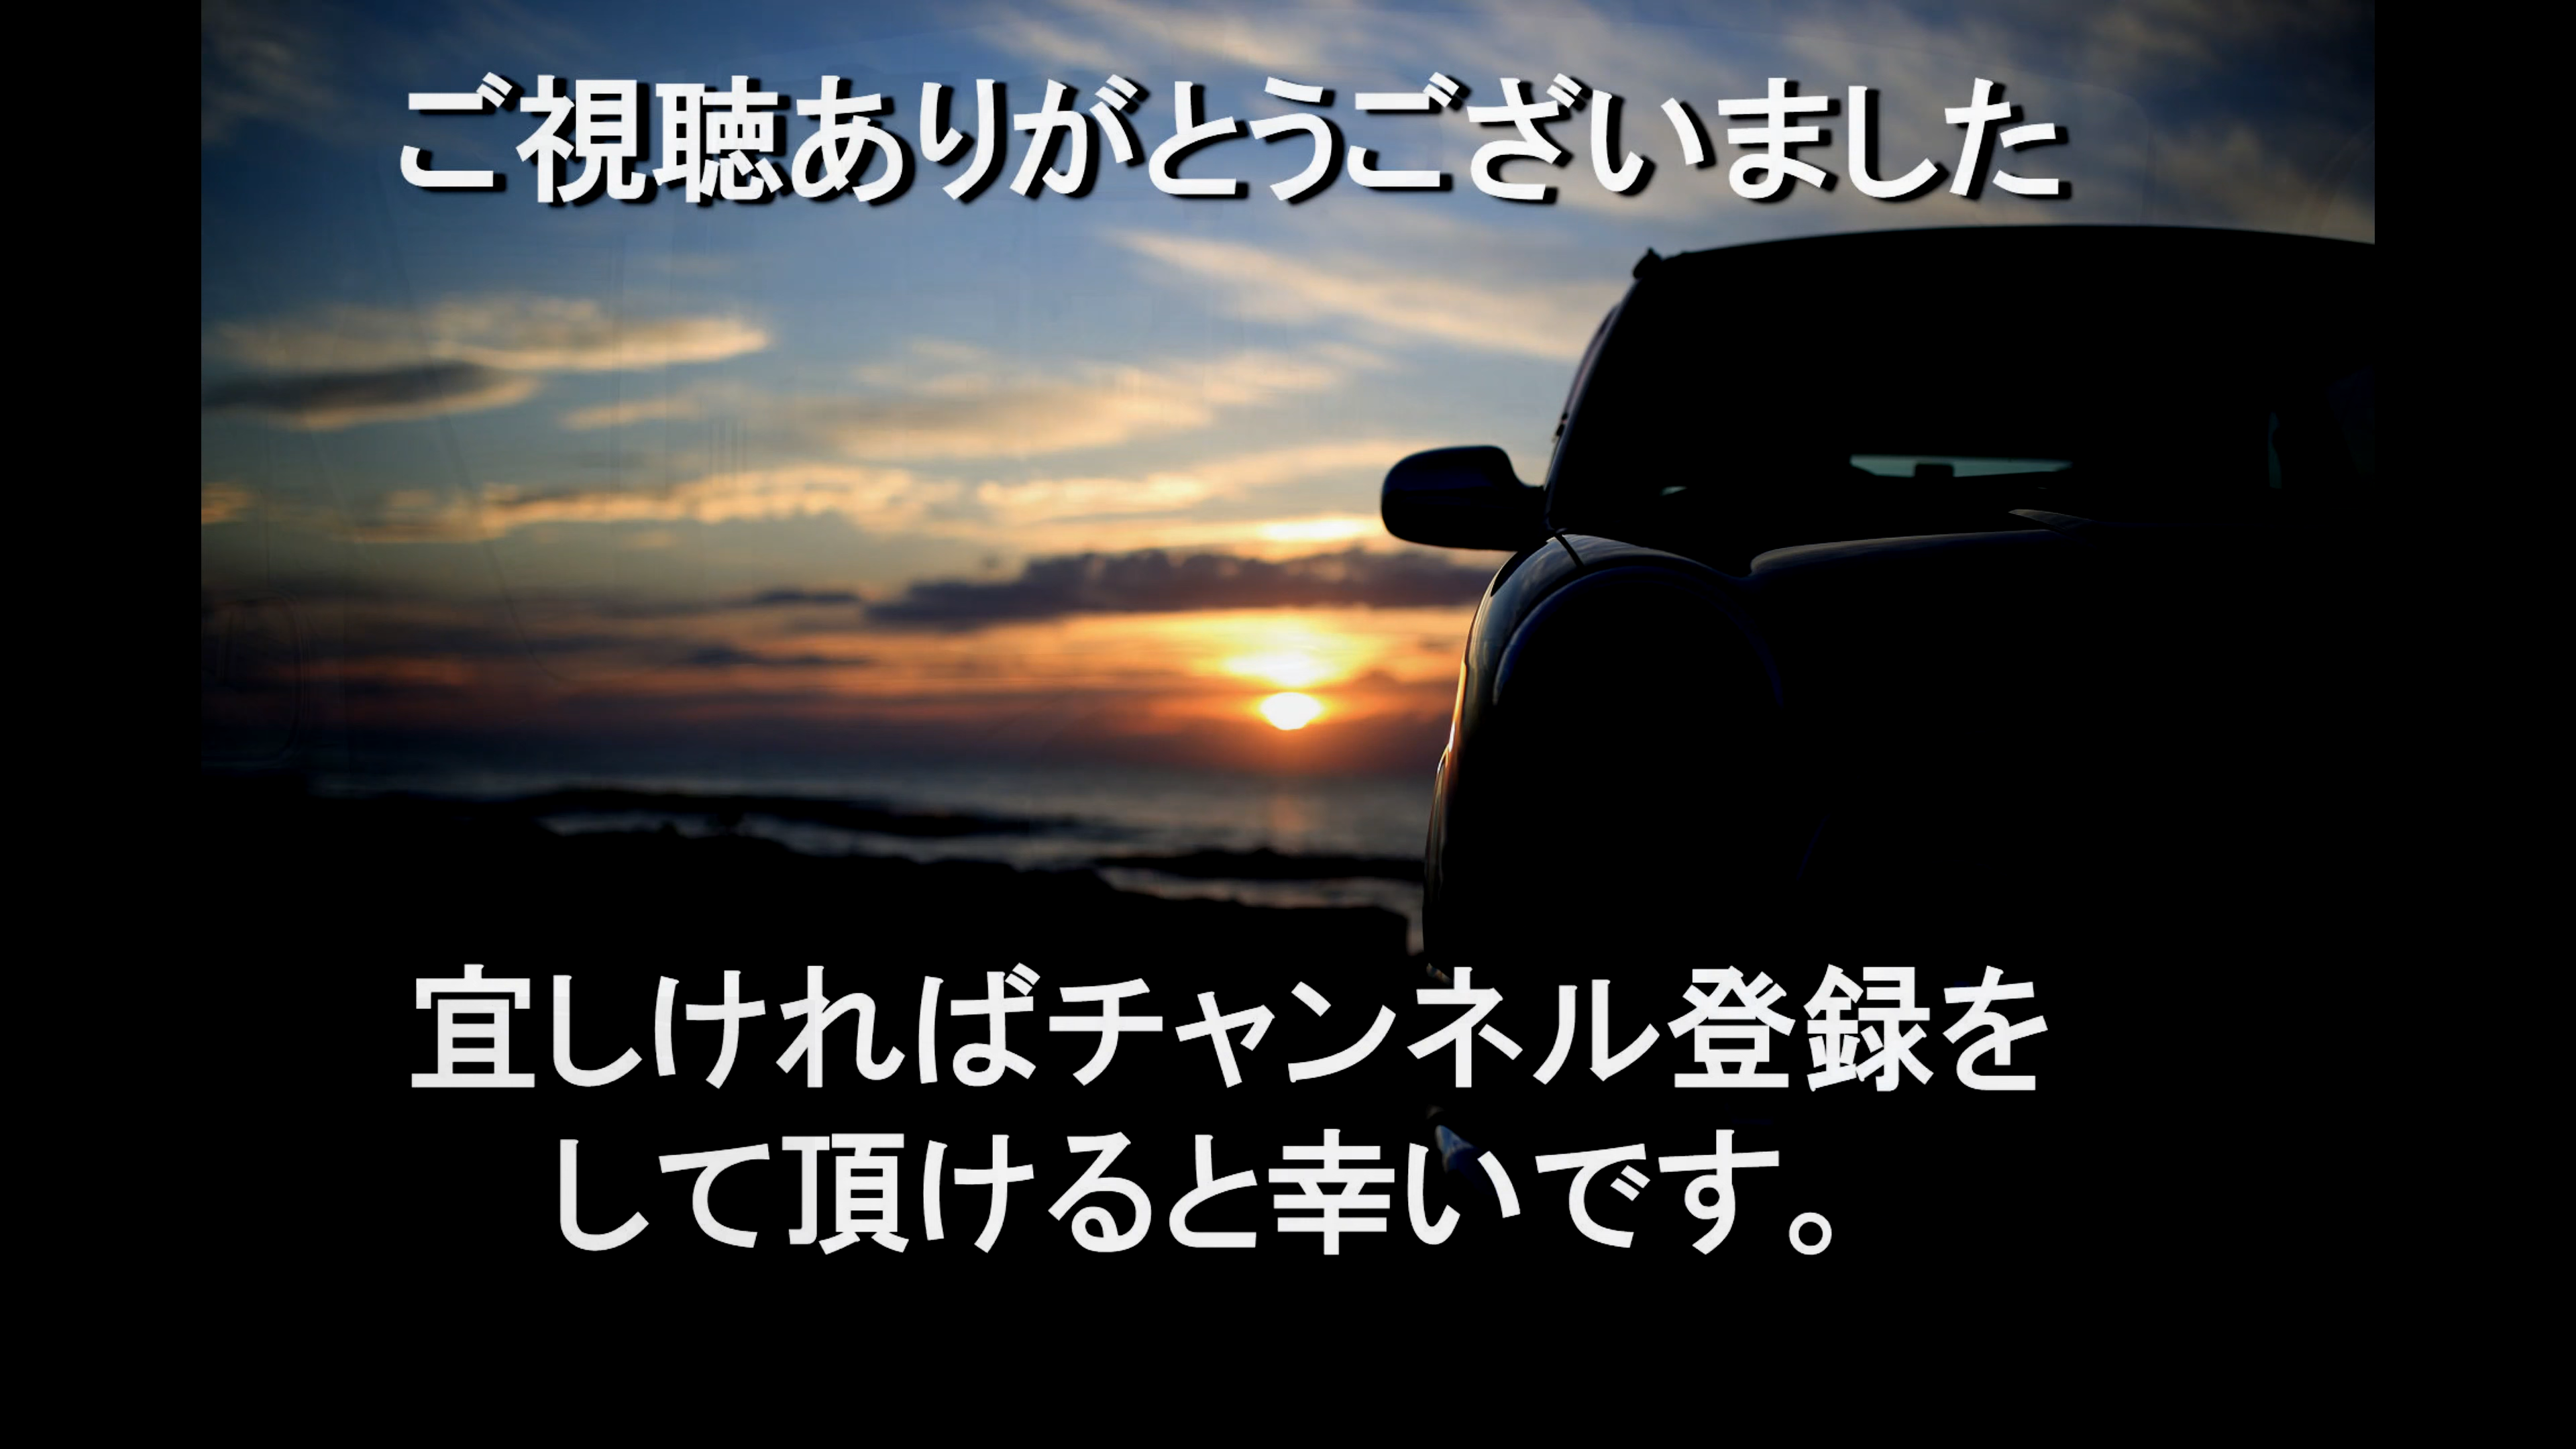 ご視聴ありがとうございました
宜しければチャンネル登録を
して頂けると幸いです。